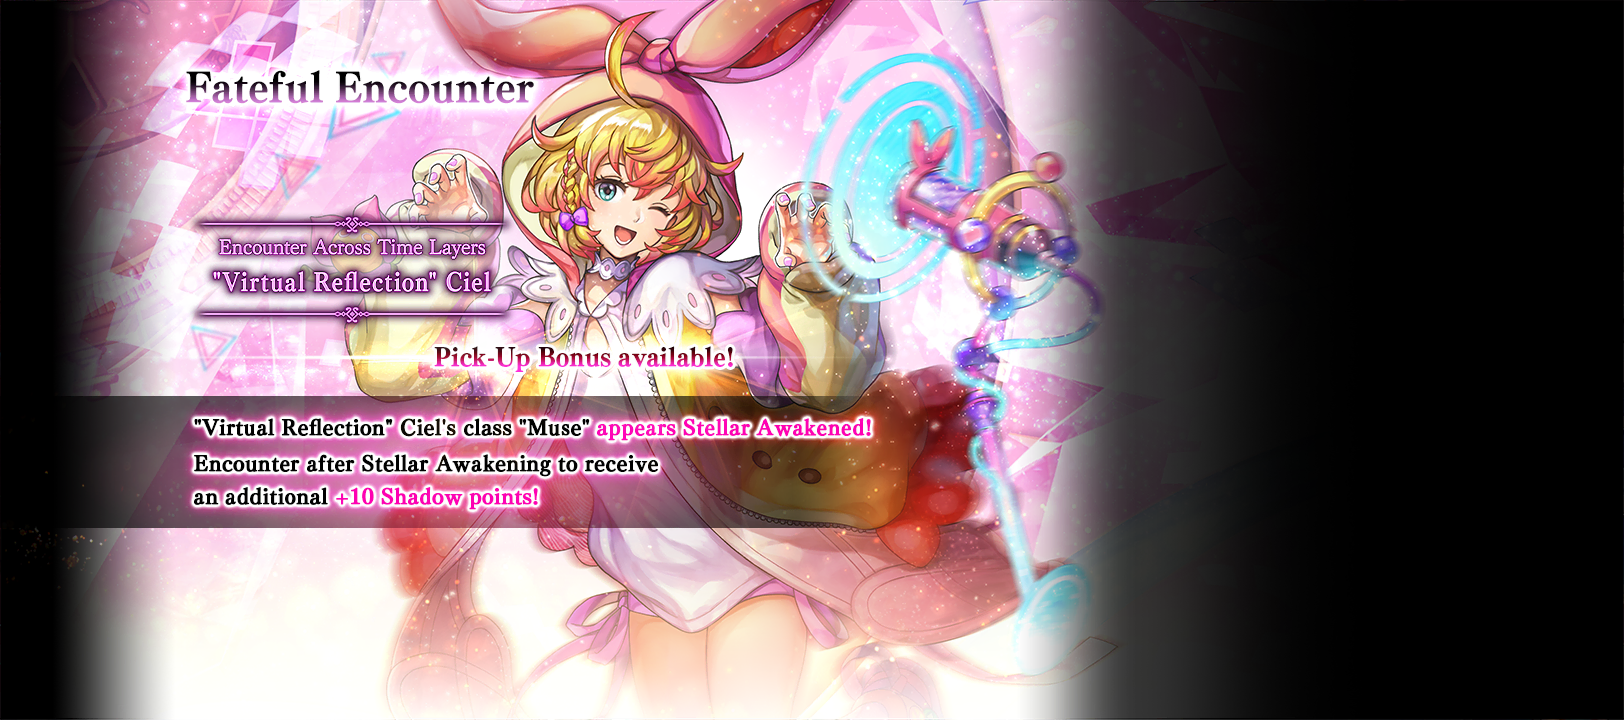 Fateful Encounter
Encounter Across Time Layers
"Virtual Reflection" Ciel
Pick-Up Bonus available!
"Virtual Reflection" Ciel's class "Muse" appears Stellar Awakened!
Encounter after Stellar Awakening to receive
an additional +10 Shadow points!